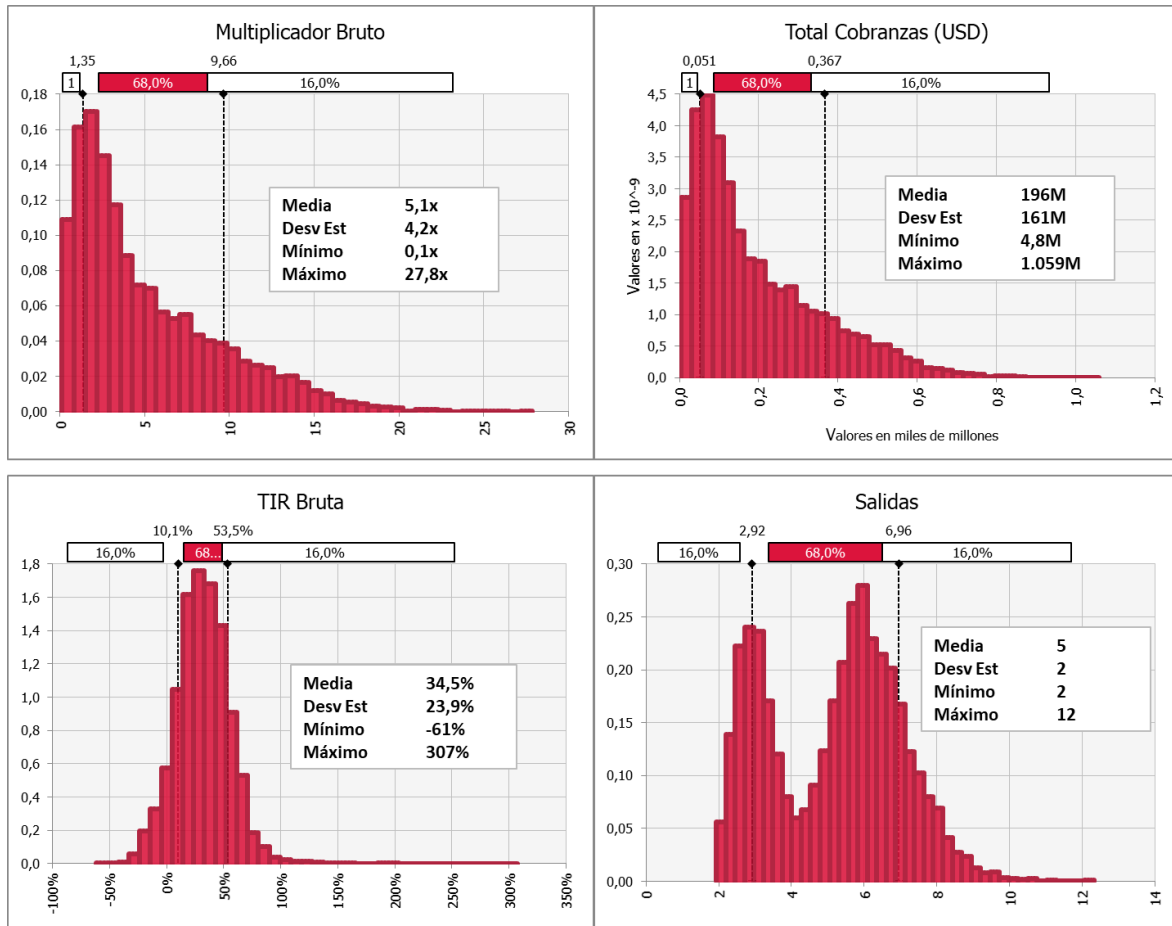 Multiplicador Bruto
1,35 9,66
1 68,0% 16,0%
0,18
0,16
0,14
0,12
0,10
0,08
0,06
0,04
0,02
0,00
Media 5,1x
Desv Est 4,2x
Mínimo 0,1x
Máximo 27,8x
0 5 10 15 20 25 30
Total Cobranzas (USD)
0,051 0,367
1 68,0% 16,0%
4,5
4,0
3,5
3,0
2,5
2,0
1,5
1,0
0,5
0,0
Valores en x 10^-9
Media 196M
Desv Est 161M
Mínimo 4,8M
Máximo 1.059M
0,0 0,2 0,4 0,6 0,8 1,0 1,2
Valores en miles de millones
TIR Bruta
10,1% 53,5%
16,0% 68... 16,0%
1,8
1,6
1,4
1,2
1,0
0,8
0,6
0,4
0,2
0,0
Media 34,5%
Desv Est 23,9%
Mínimo -61%
Máximo 307%
-100% -50% 0% 50% 100% 150% 200% 250% 300% 350%
Salidas
2,92 6,96
16,0% 68,0% 16,0%
0,30
0,25
0,20
0,15
0,10
0,05
0,00
Media 5
Desv Est 2
Mínimo 2
Máximo 12
0 2 4 6 8 10 12 14